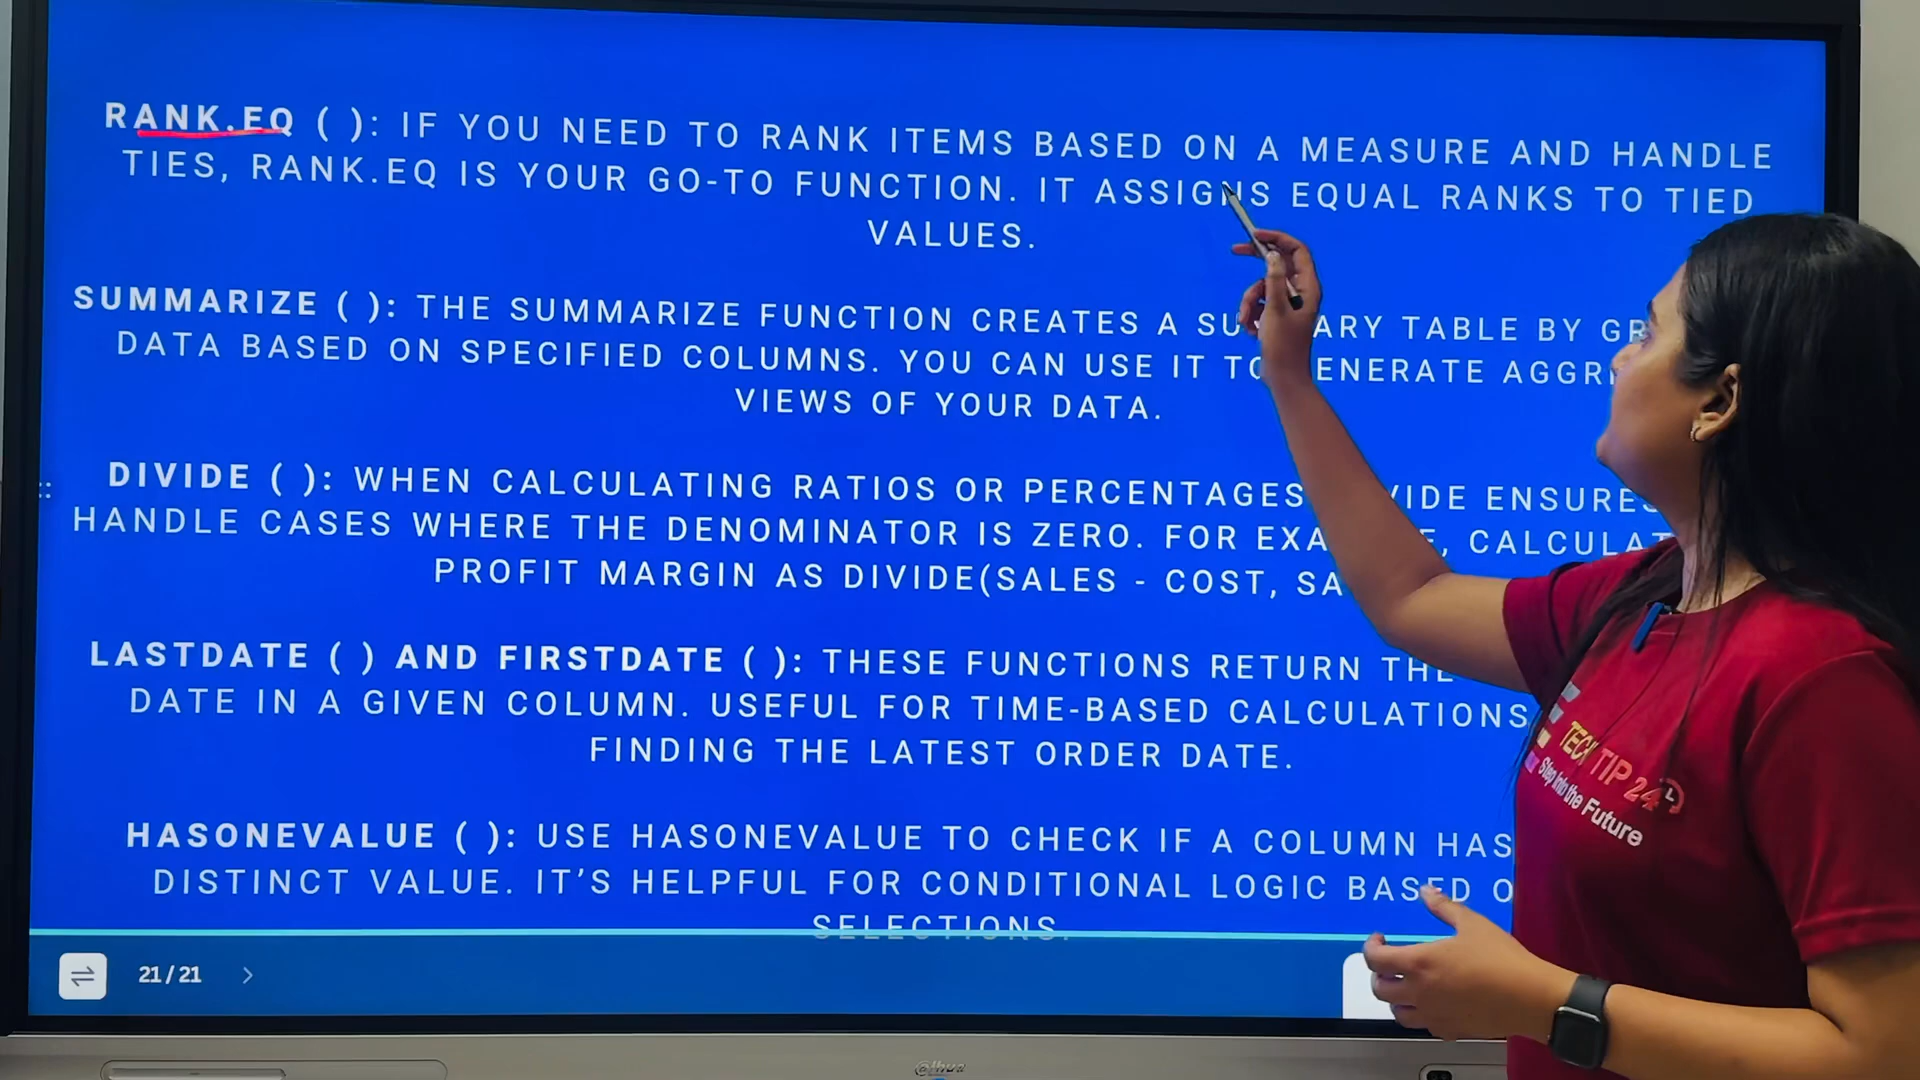 RANK.EQ ( ): IF YOU NEED TO RANK ITEMS BASED ON A MEASURE AND HANDLE
TIES, RANK.EQ IS YOUR GO-TO FUNCTION. IT ASSIGNS EQUAL RANKS TO TIED
VALUES.
SUMMARIZE ( ): THE SUMMARIZE FUNCTION CREATES A SU ARY TABLE BY GR
DATA BASED ON SPECIFIED COLUMNS. YOU CAN USE IT TO ENERATE AGGR
VIEWS OF YOUR DATA.
DIVIDE ( ): WHEN CALCULATING RATIOS OR PERCENTAGES VIDE ENSURES
HANDLE CASES WHERE THE DENOMINATOR IS ZERO. FOR EXA E, CALCULAT
PROFIT MARGIN AS DIVIDE(SALES - COST, SA
LASTDATE ( ) AND FIRSTDATE ( ): THESE FUNCTIONS RETURN THE
DATE IN A GIVEN COLUMN. USEFUL FOR TIME-BASED CALCULATIONS
FINDING THE LATEST ORDER DATE.
HASONEVALUE ( ): USE HASONEVALUE TO CHECK IF A COLUMN HAS
DISTINCT VALUE. IT'S HELPFUL FOR CONDITIONAL LOGIC BASED O
SELECTIONS.
21 / 21
alhua
TECH TIP 24
Step Into the Future